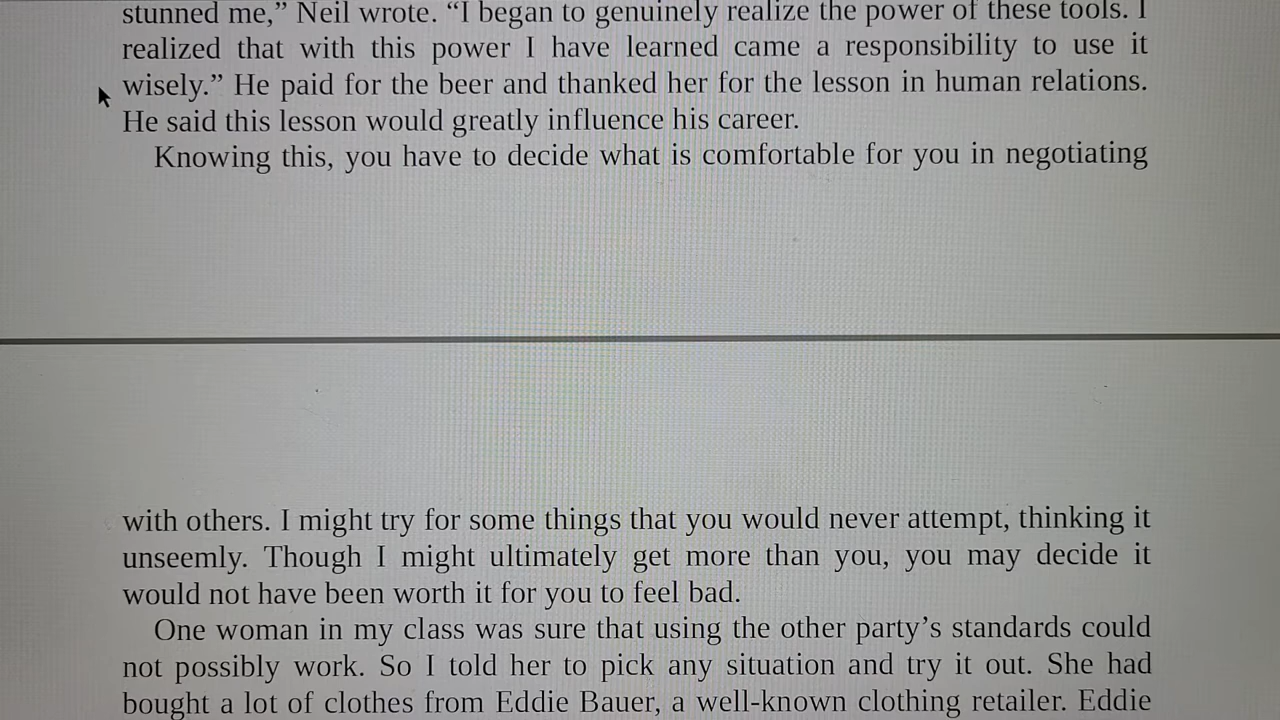 stunned me,” Neil wrote. “I began to genuinely realize the power of these tools. I
realized that with this power I have learned came a responsibility to use it
wisely.” He paid for the beer and thanked her for the lesson in human relations.
He said this lesson would greatly influence his career.
Knowing this, you have to decide what is comfortable for you in negotiating
with others. I might try for some things that you would never attempt, thinking it
unseemly. Though I might ultimately get more than you, you may decide it
would not have been worth it for you to feel bad.
One woman in my class was sure that using the other party’s standards could
not possibly work. So I told her to pick any situation and try it out. She had
bought a lot of clothes from Eddie Bauer, a well-known clothing retailer. Eddie